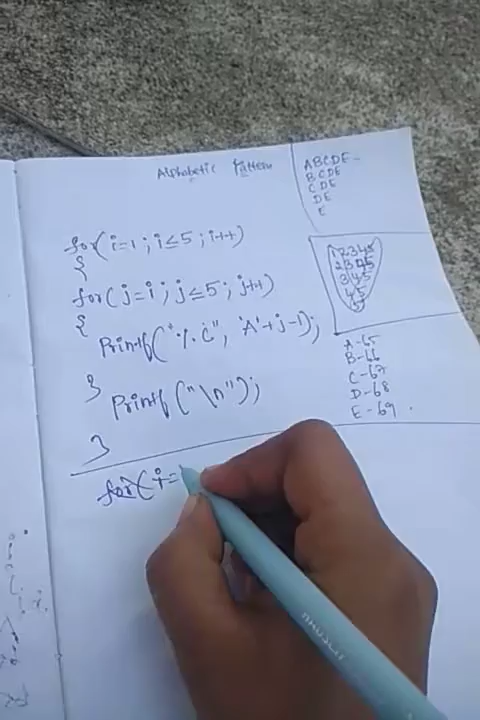 Alphabetic Pattern
for(i=1; i≤5; i++)
{
for(j=i; j≤5; j++)
{
Printf("%c", 'A'+j-1);
}
Printf("\n");
}
for(i=
ABCDE
BCDE
CDE
DE
E
12345
2345
345
45
5
A-65
B-66
C-67
D-68
E-69.